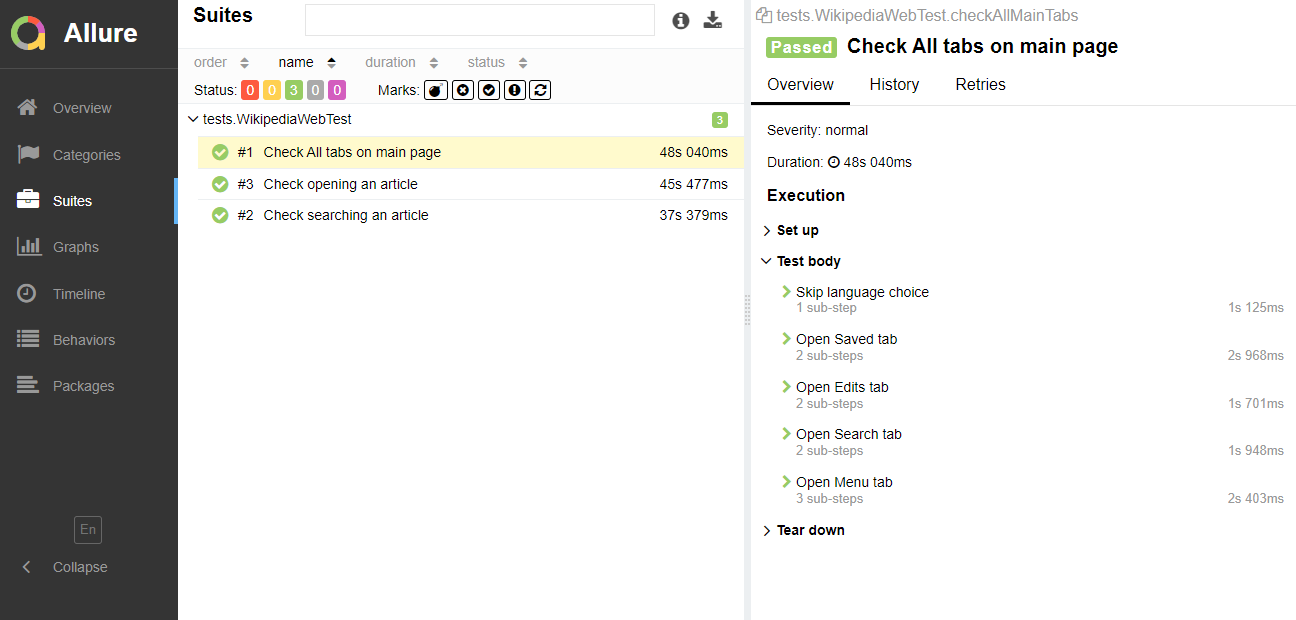 Allure
Overview
Categories
Suites
Graphs
Timeline
Behaviors
Packages
En
Collapse
Suites
order name duration status
Status: 0 0 3 0 0 Marks:
tests.WikipediaWebTest 3
#1 Check All tabs on main page 48s 040ms
#3 Check opening an article 45s 477ms
#2 Check searching an article 37s 379ms
tests.WikipediaWebTest.checkAllMainTabs
Passed Check All tabs on main page
Overview History Retries
Severity: normal
Duration: 48s 040ms
Execution
Set up
Test body
Skip language choice
1 sub-step 1s 125ms
Open Saved tab
2 sub-steps 2s 968ms
Open Edits tab
2 sub-steps 1s 701ms
Open Search tab
2 sub-steps 1s 948ms
Open Menu tab
3 sub-steps 2s 403ms
Tear down